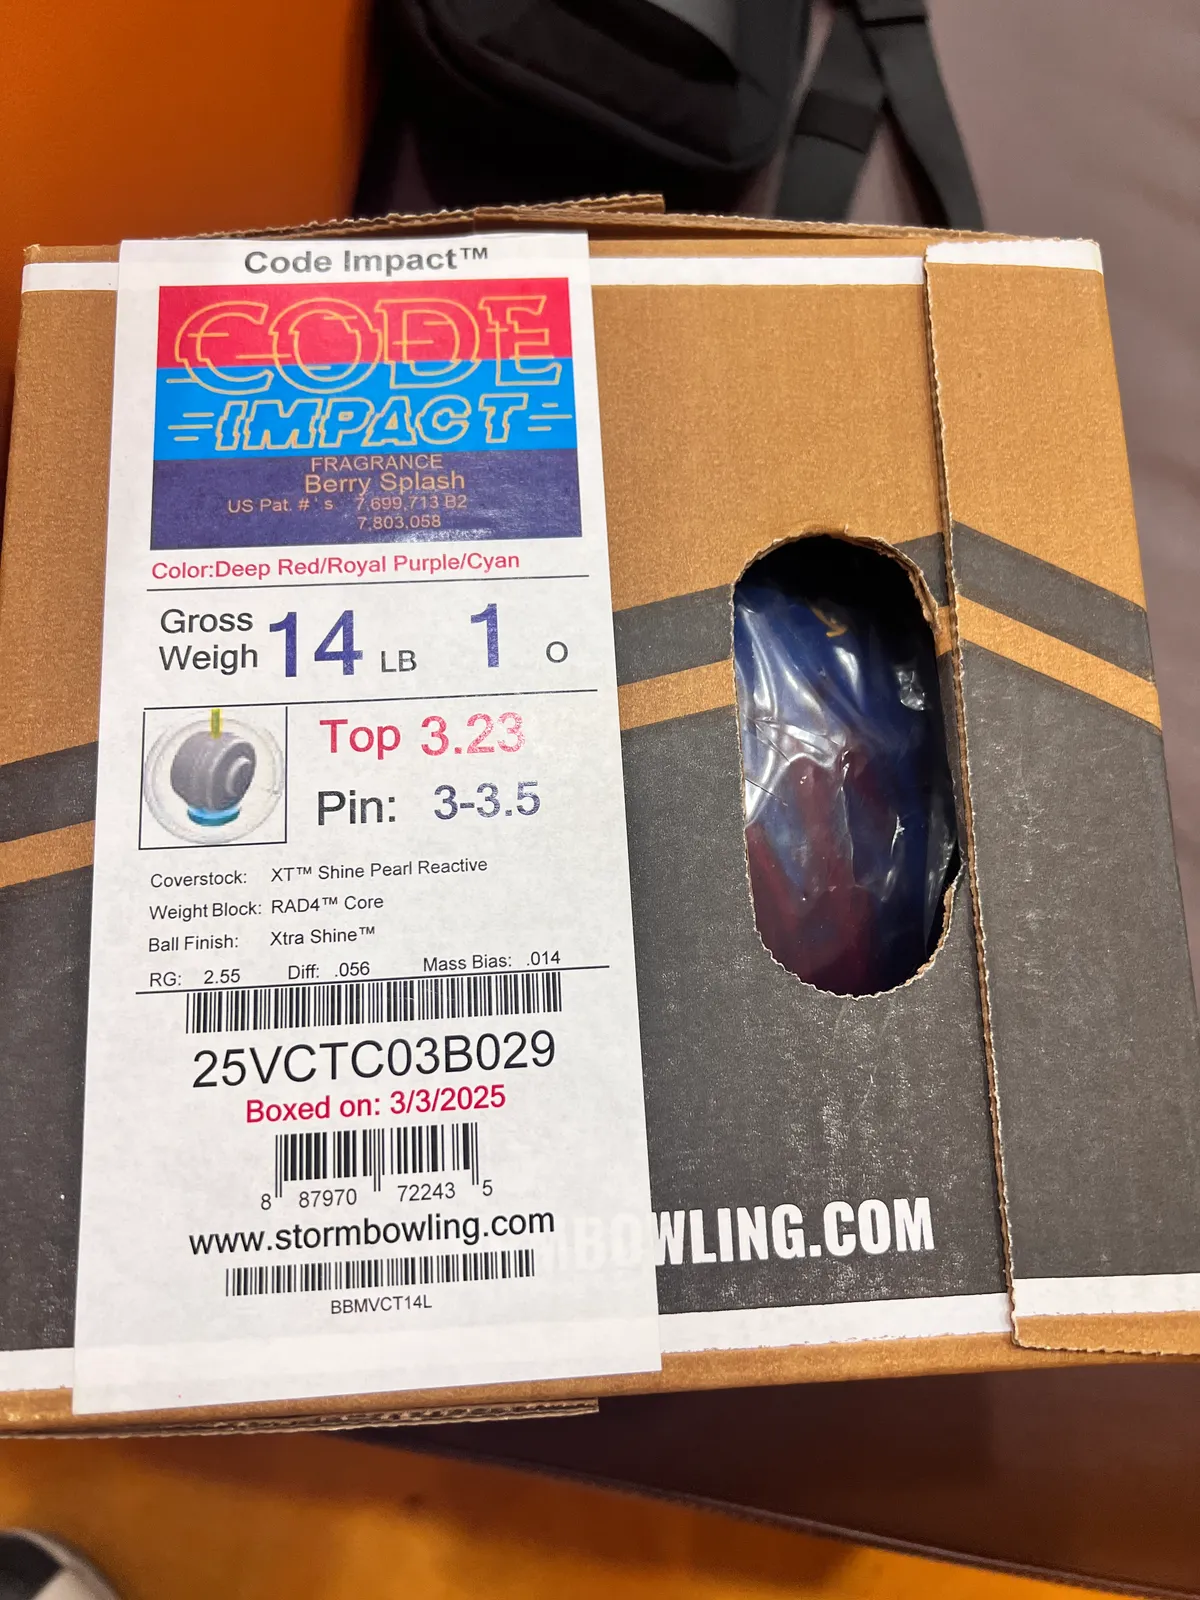 Code Impact™
CODE
IMPACT
FRAGRANCE
Berry Splash
US Pat. #'s 7,699,713 B2
7,803,058
Color:Deep Red/Royal Purple/Cyan
Gross
Weigh 14 LB 1 O
Top 3.23
Pin: 3-3.5
Coverstock: XT™ Shine Pearl Reactive
Weight Block: RAD4™ Core
Ball Finish: Xtra Shine™
RG: 2.55 Diff: .056 Mass Bias: .014
25VCTC03B029
Boxed on: 3/3/2025
8 87970 72243 5
www.stormbowling.com
BBMVCT14L
MBOWLING.COM